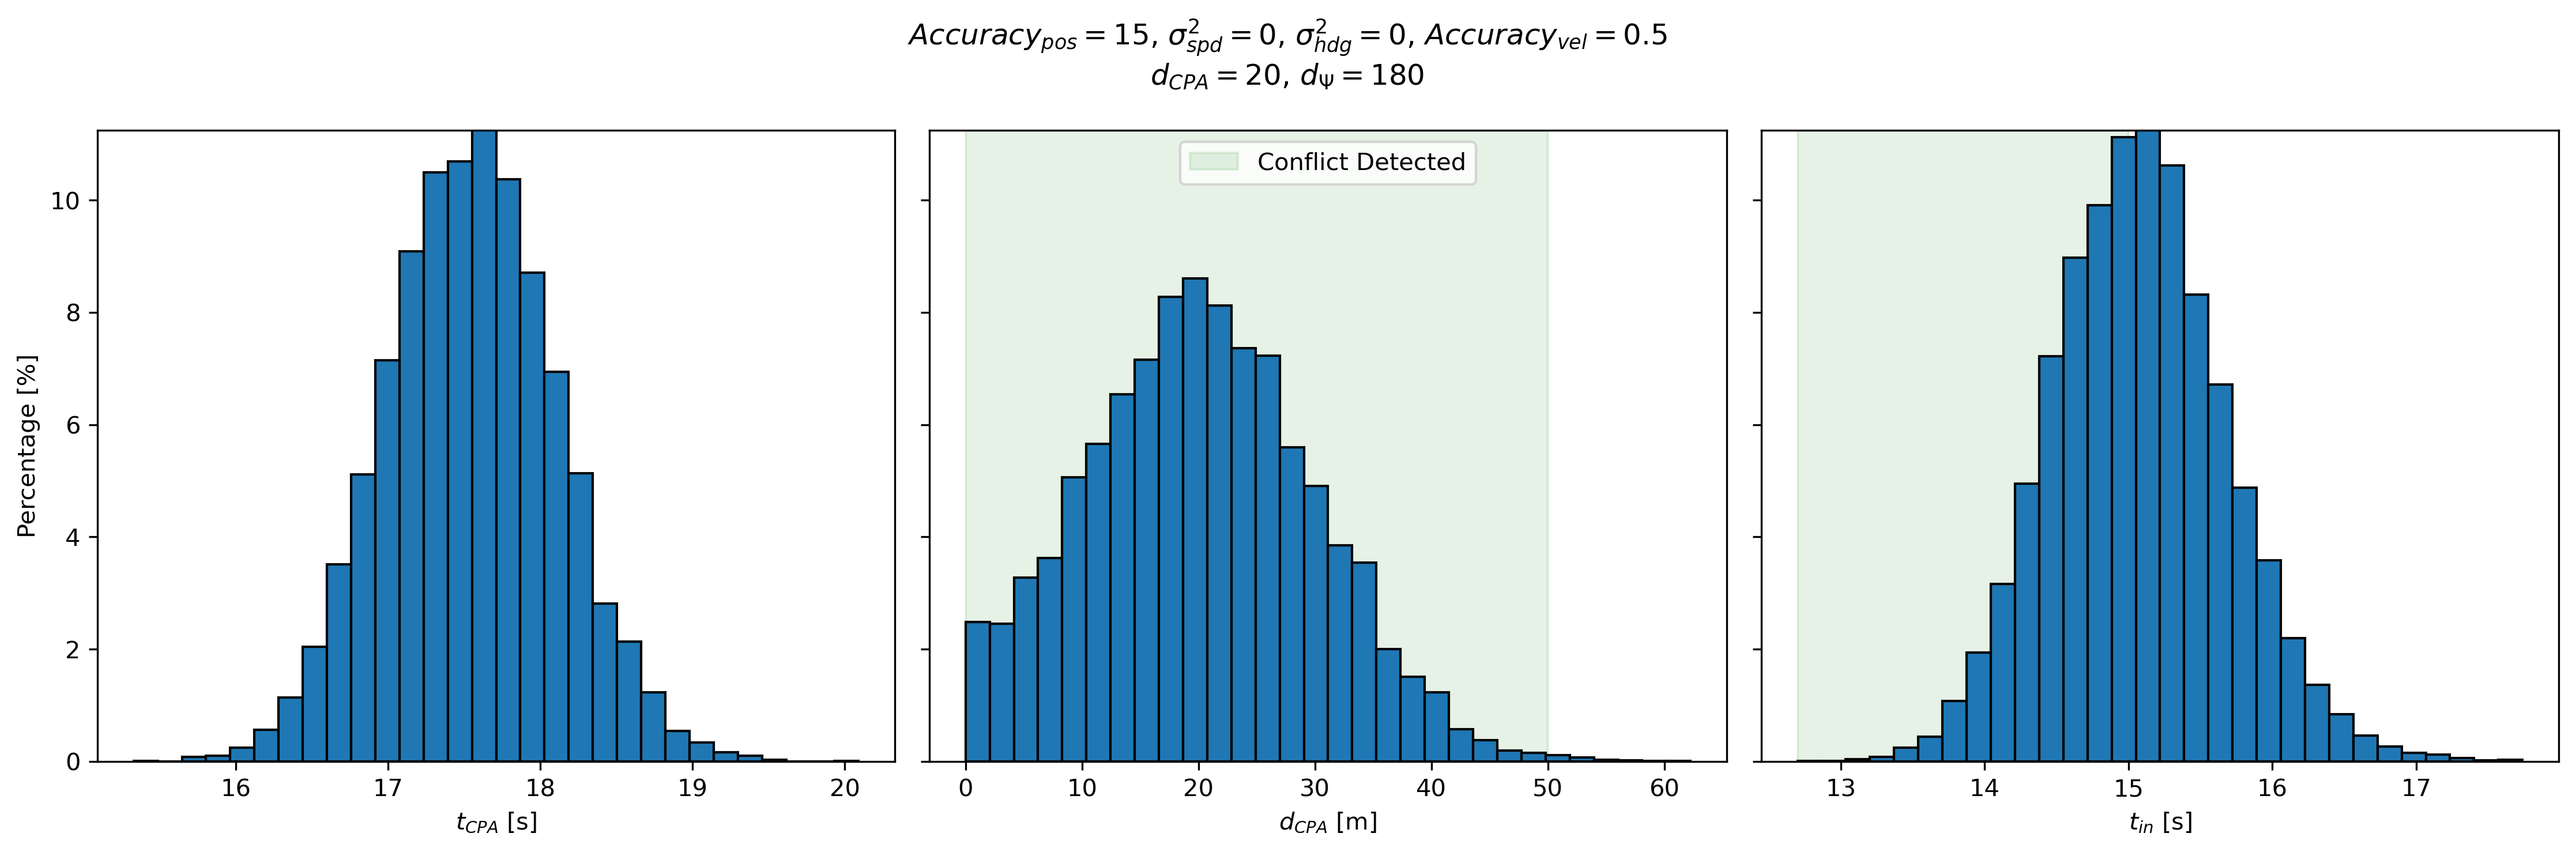 Accuracy_pos = 15, σ²_spd = 0, σ²_hdg = 0, Accuracy_vel = 0.5
d_CPA = 20, d_Ψ = 180
Conflict Detected
Percentage [%]
10
8
6
4
2
0
16 17 18 19 20
0 10 20 30 40 50 60
13 14 15 16 17
t_CPA [s]
d_CPA [m]
t_in [s]